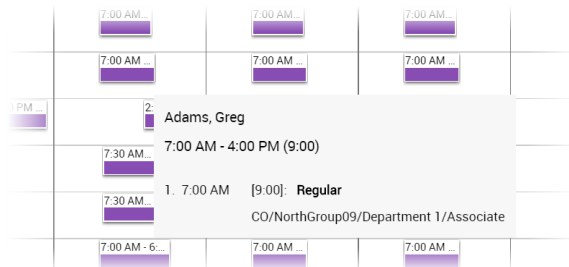 7:00 AM... 7:00 AM... 7:00 AM...
7:00 AM ... 7:00 AM ... 7:00 AM ...
PM ... 2:
Adams, Greg
7:00 AM - 4:00 PM (9:00)
7:30 AM...
1. 7:00 AM [9:00]: Regular
7:30 AM...
CO/NorthGroup09/Department 1/Associate
7:00 AM - 6:... 7:00 AM ... 7:00 AM ...